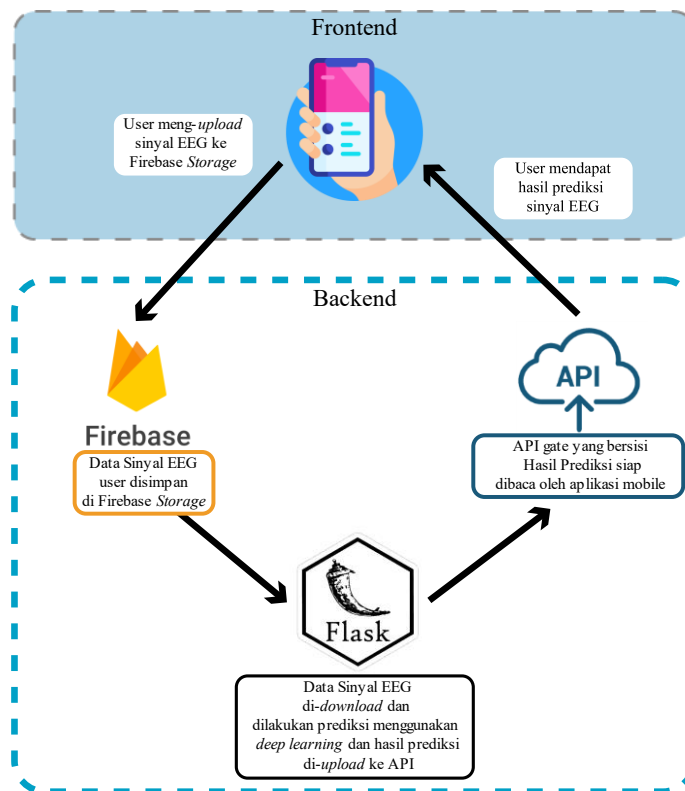 Frontend
User meng-upload
sinyal EEG ke
Firebase Storage
User mendapat
hasil prediksi
sinyal EEG
Backend
Firebase
Data Sinyal EEG
user disimpan
di Firebase Storage
API
API gate yang bersisi
Hasil Prediksi siap
dibaca oleh aplikasi mobile
Flask
Data Sinyal EEG
di-download dan
dilakukan prediksi menggunakan
deep learning dan hasil prediksi
di-upload ke API